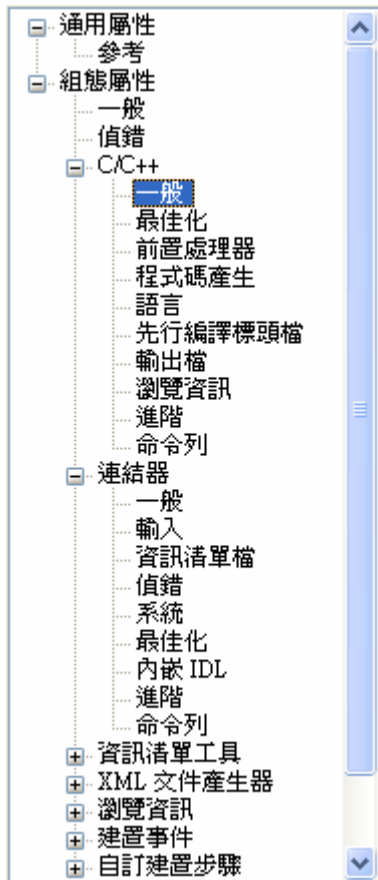 通用屬性
參考
組態屬性
一般
偵錯
C/C++
一般
最佳化
前置處理器
程式碼產生
語言
先行編譯標頭檔
輸出檔
瀏覽資訊
進階
命令列
連結器
一般
輸入
資訊清單檔
偵錯
系統
最佳化
內嵌 IDL
進階
命令列
資訊清單工具
XML 文件產生器
瀏覽資訊
建置事件
自訂建置步驟